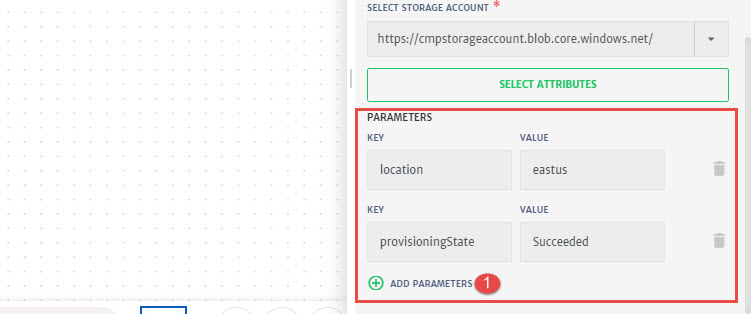 SELECT STORAGE ACCOUNT *
https://cmpstorageaccount.blob.core.windows.net/
SELECT ATTRIBUTES
PARAMETERS
KEY VALUE
location eastus
KEY VALUE
provisioningState Succeeded
ADD PARAMETERS 1